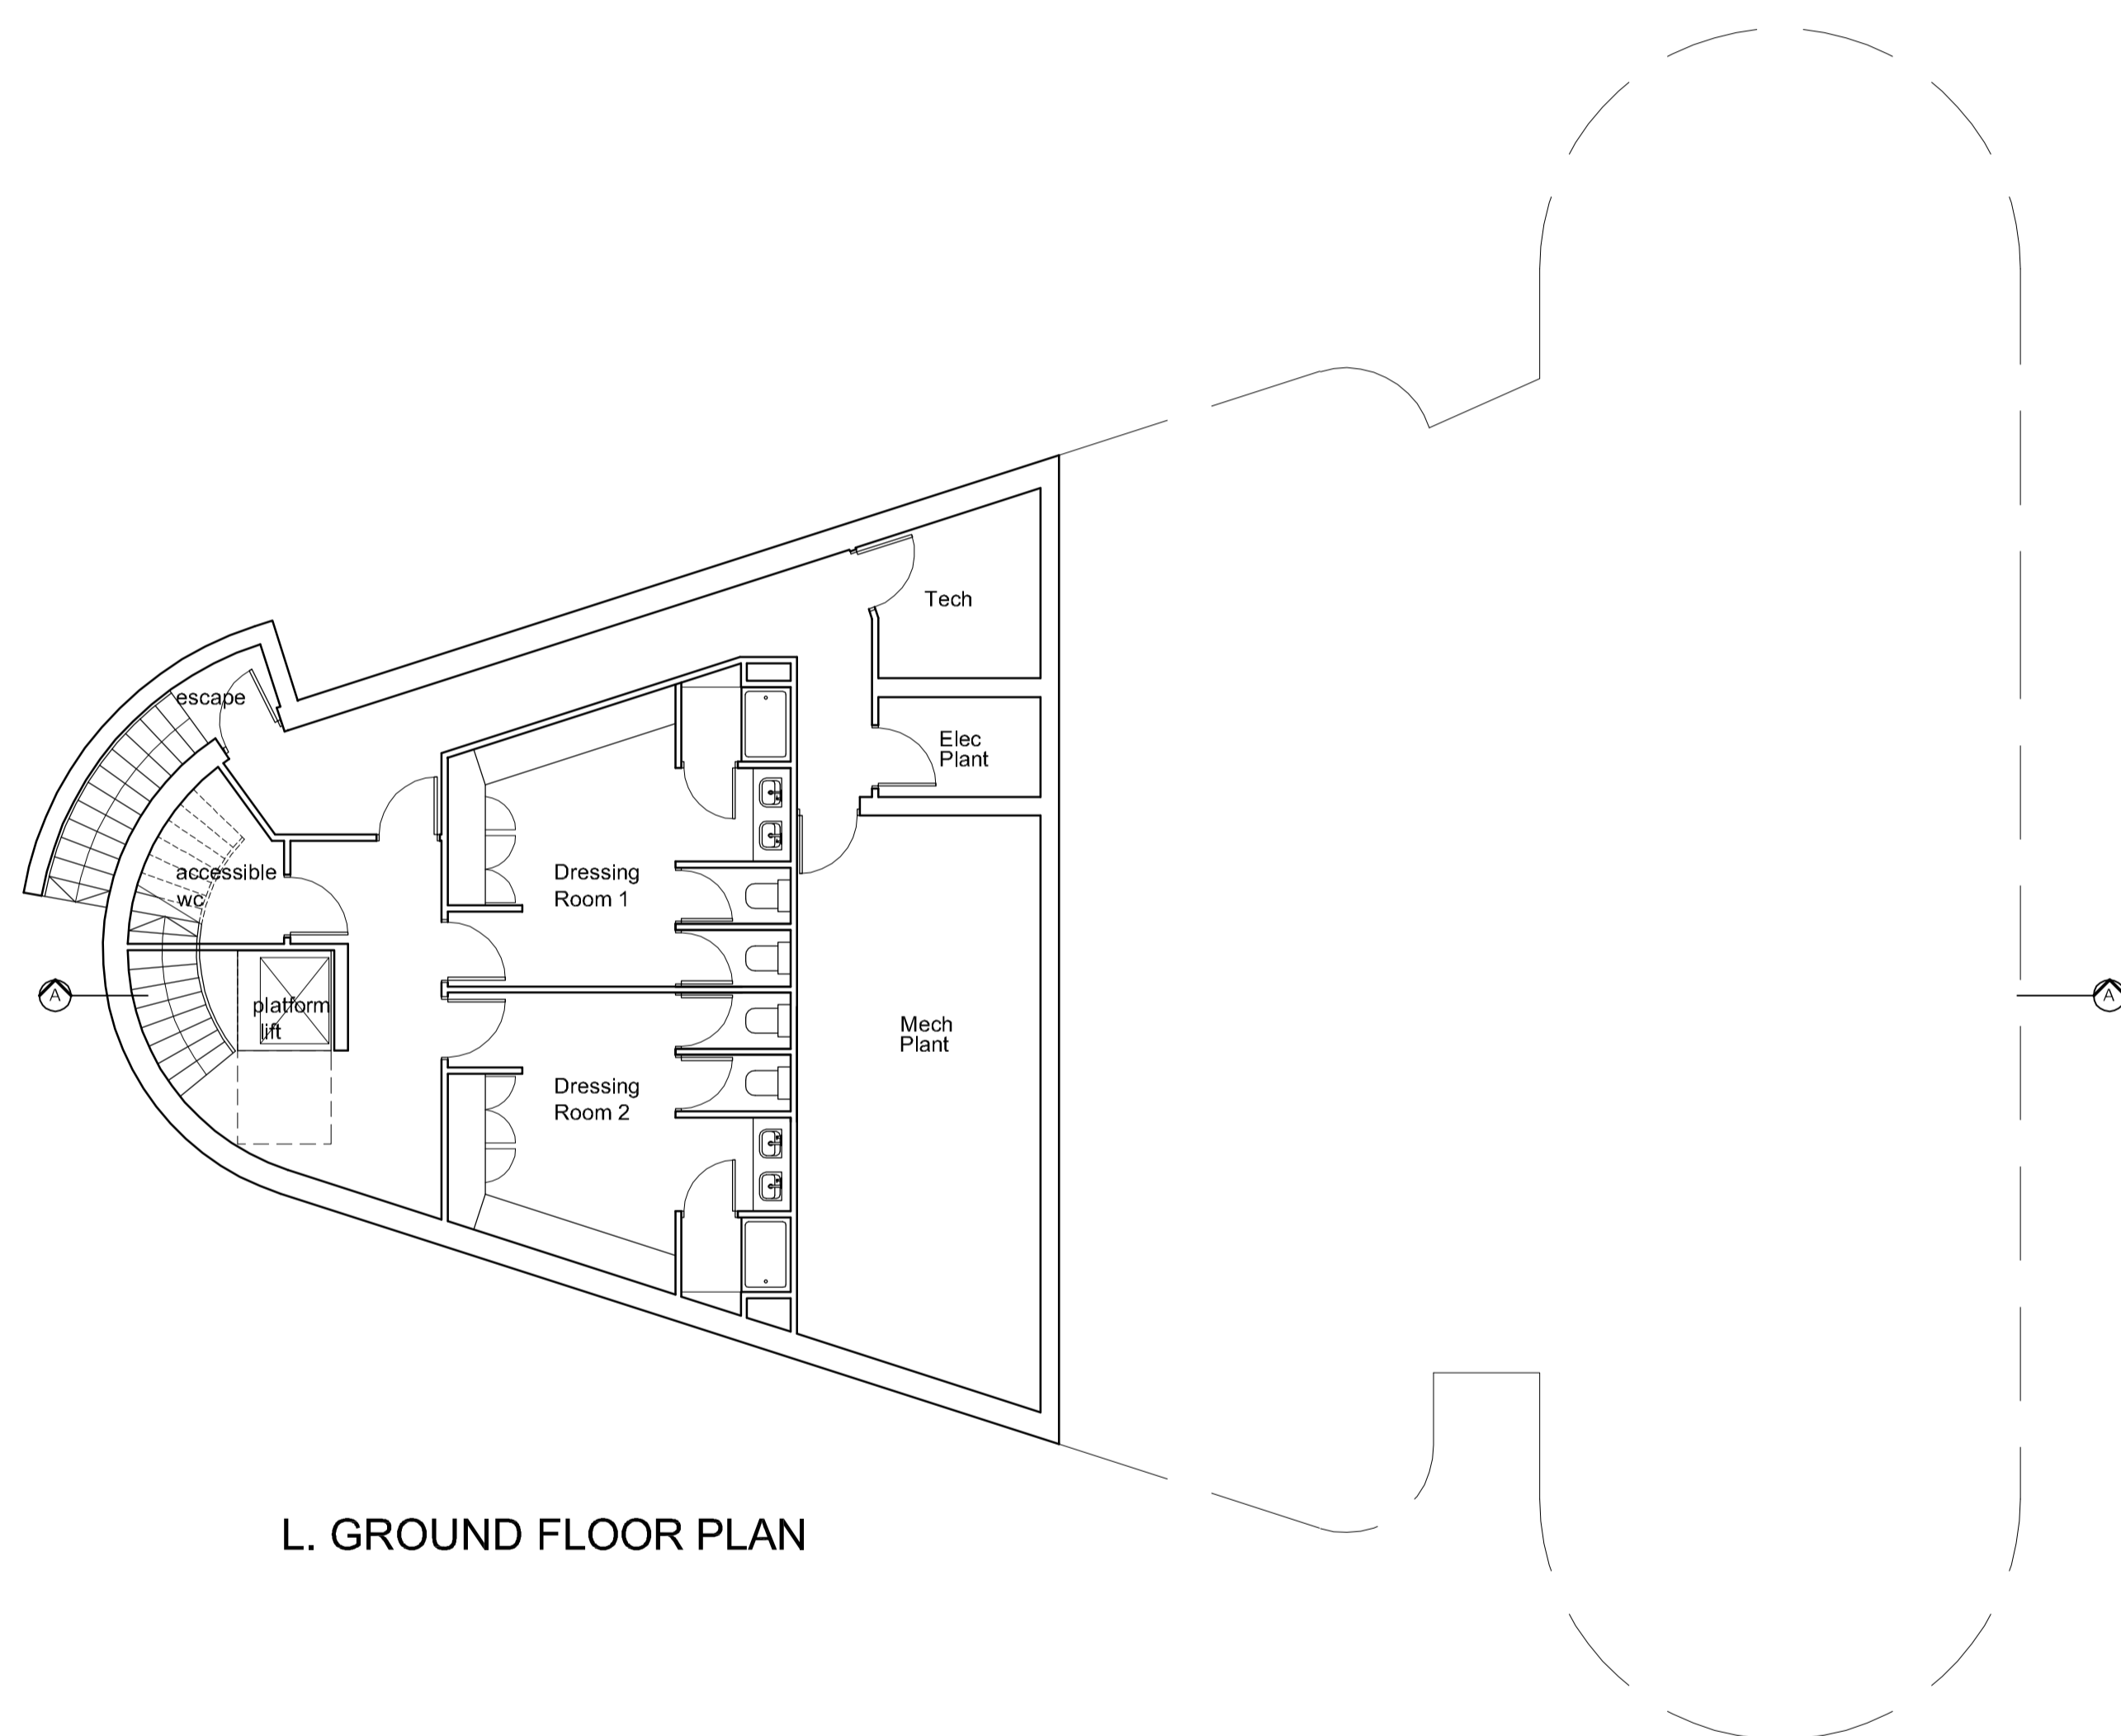 Tech
escape
Elec
Plant
accessible
wc
Dressing
Room 1
A
platform
lift
Mech
Plant
A
Dressing
Room 2
L. GROUND FLOOR PLAN